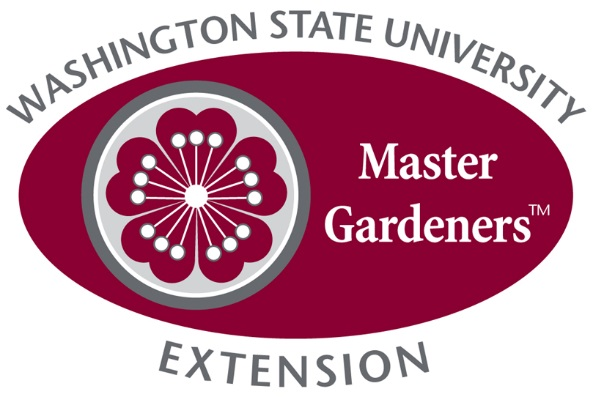 WASHINGTON STATE UNIVERSITY
Master
Gardeners™
EXTENSION